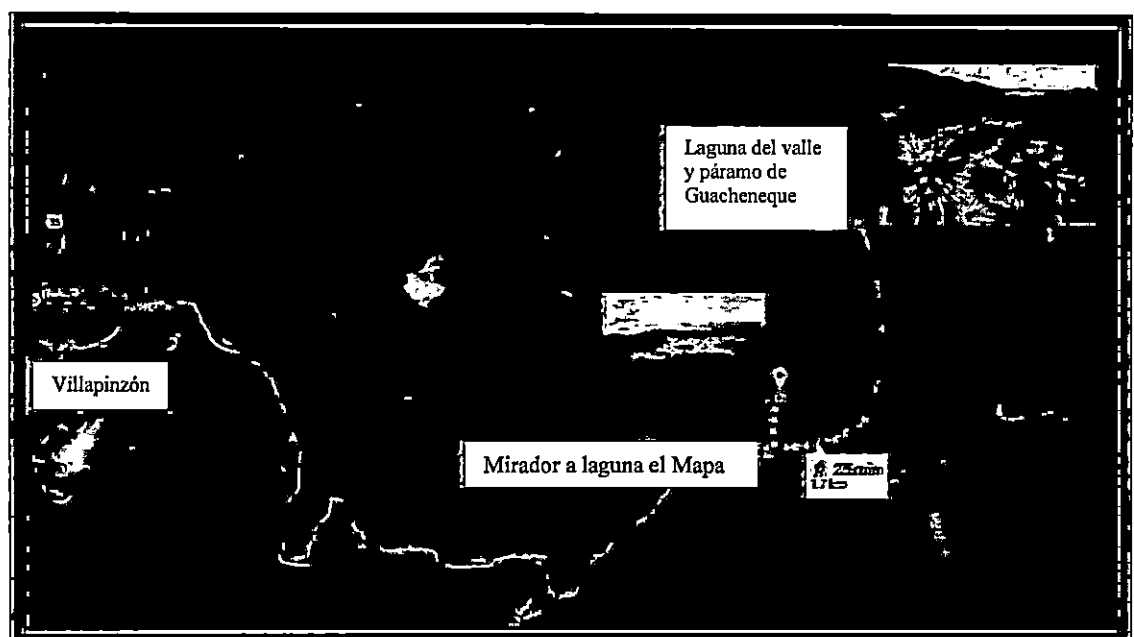 Laguna del valle
y páramo de
Guacheneque
Villapinzón
Mirador a laguna el Mapa